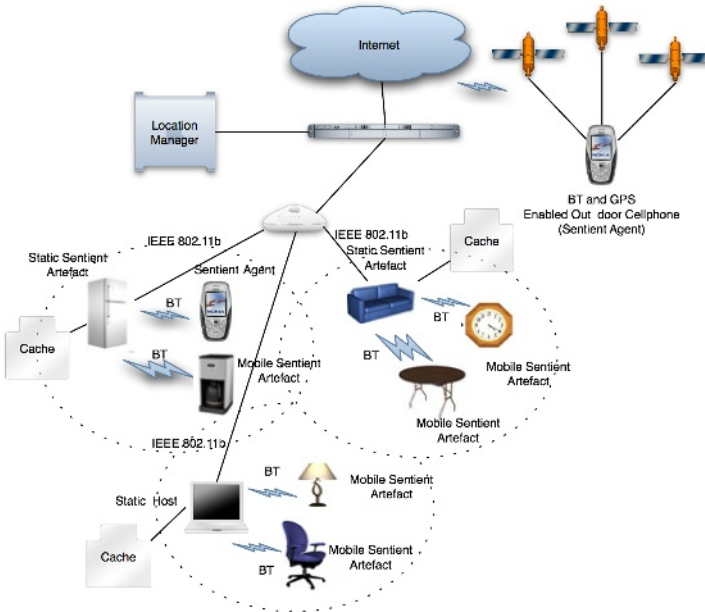 Internet
Location
Manager
BT and GPS
Enabled Out door Cellphone
(Sentient Agent)
IEEE 802.11b
IEEE 802.11b
Static Sentient
Artefact
Cache
Static Sentient
Artefact
Sentient Agent
BT
BT
Cache
BT
Mobile Sentient
Artefact
BT
Mobile Sentient
Artefact
Mobile Sentient
Artefact
IEEE 802.11b
BT
Static Host
Mobile Sentient
Artefact
Cache
BT
Mobile Sentient
Artefact